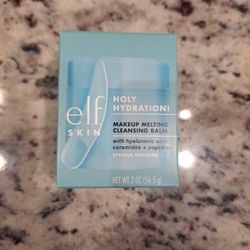 e.l.f.
SKIN
HOLY
HYDRATION!
MAKEUP MELTING
CLEANSING BALM
with hyaluronic acid,
ceramides + peptides
SPATULA INCLUDED
NET WT 2 OZ (56.5g)